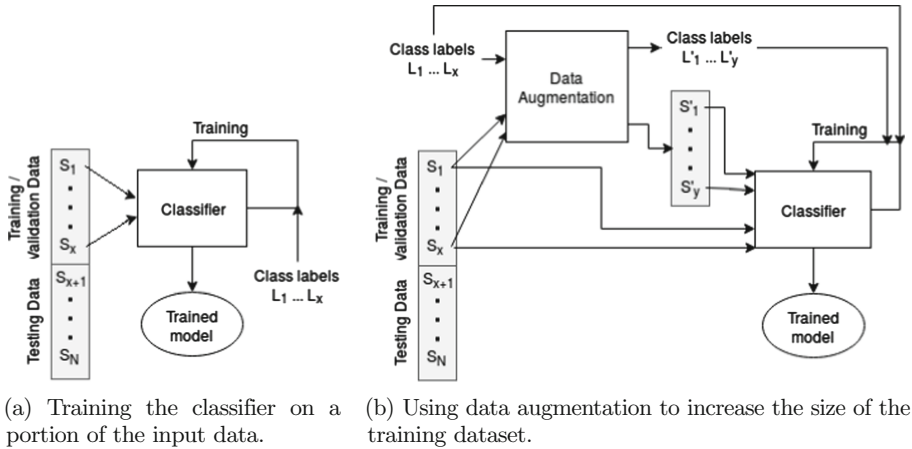 Training
Training / Validation Data
S1
Sx
Classifier
Class labels
L1 ... Lx
Testing Data
Sx+1
SN
Trained
model
(a) Training the classifier on a
portion of the input data.
Class labels
L1 ... Lx
Data
Augmentation
Class labels
L'1 ... L'y
S'1
S'y
Training
Training / Validation Data
S1
Sx
Classifier
Testing Data
Sx+1
SN
Trained
model
(b) Using data augmentation to increase the size of the
training dataset.